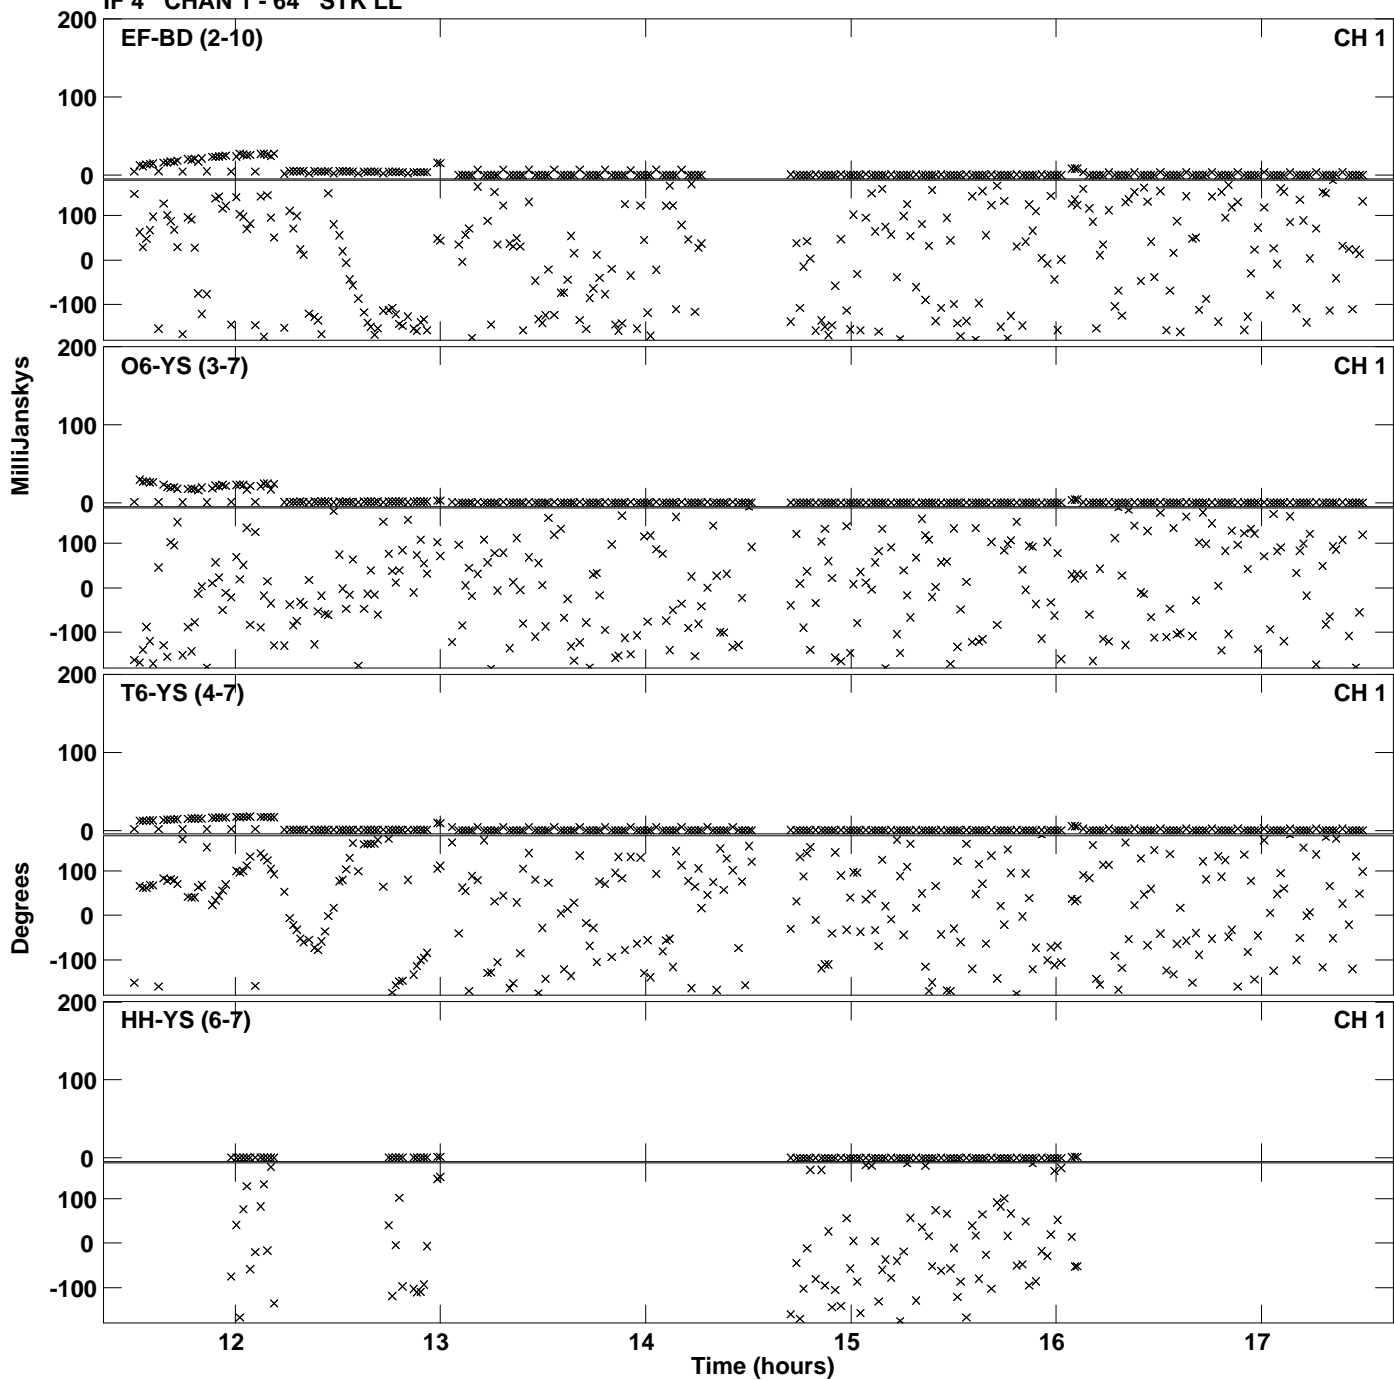 IF 4 CHAN 1 - 64 STK LL
EF-BD (2-10)
CH 1
200
100
0
100
0
-100
O6-YS (3-7)
CH 1
200
100
0
100
0
-100
T6-YS (4-7)
CH 1
200
100
0
100
0
-100
HH-YS (6-7)
CH 1
200
100
0
100
0
-100
MilliJanskys
Degrees
12 13 14 15 16 17
Time (hours)